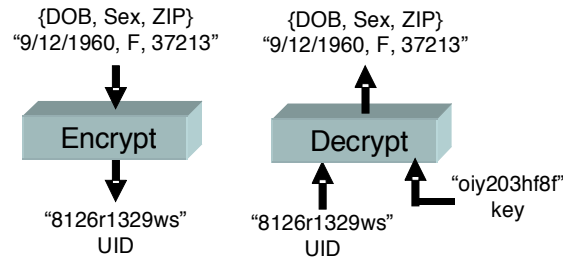 {DOB, Sex, ZIP}
“9/12/1960, F, 37213”
Encrypt
“8126r1329ws”
UID
{DOB, Sex, ZIP}
“9/12/1960, F, 37213”
Decrypt
“8126r1329ws”
UID
“oiy203hf8f”
key